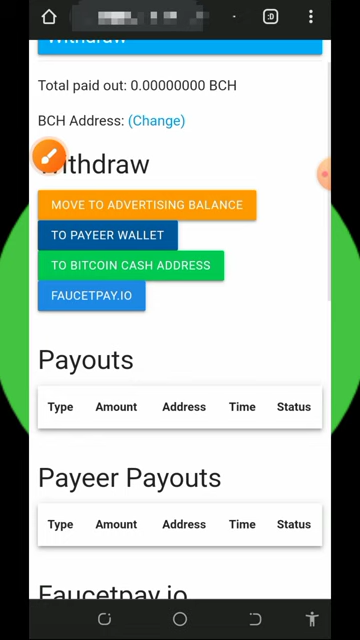 :D
Withdraw
Total paid out: 0.00000000 BCH
BCH Address: (Change)
Withdraw
MOVE TO ADVERTISING BALANCE
TO PAYEER WALLET
TO BITCOIN CASH ADDRESS
FAUCETPAY.IO
Payouts
Type Amount Address Time Status
Payeer Payouts
Type Amount Address Time Status
Faucetpay.io